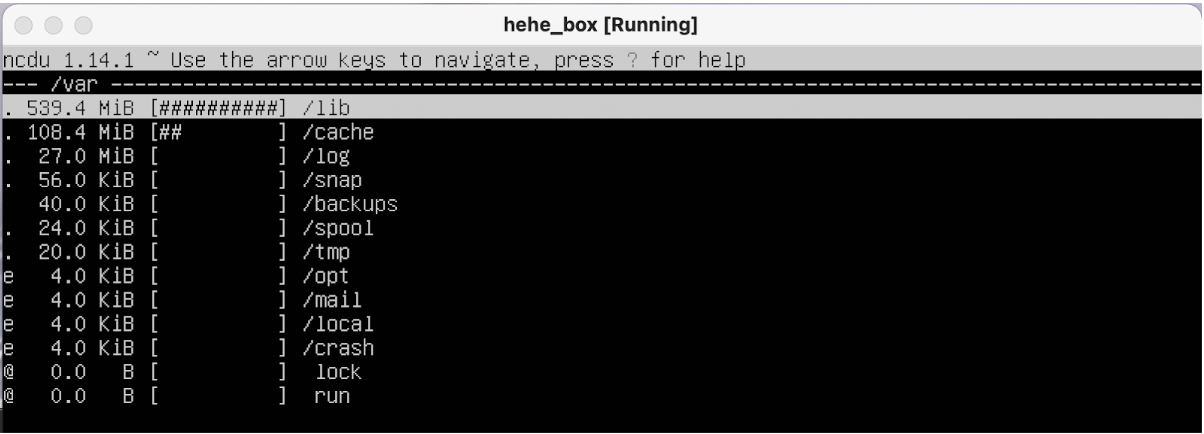 hehe_box [Running]
ncdu 1.14.1 ~ Use the arrow keys to navigate, press ? for help
--- /var ----------------------------------------------------------------------------------------
. 539.4 MiB [##########] /lib
. 108.4 MiB [##        ] /cache
.  27.0 MiB [          ] /log
.  56.0 KiB [          ] /snap
   40.0 KiB [          ] /backups
.  24.0 KiB [          ] /spool
.  20.0 KiB [          ] /tmp
e   4.0 KiB [          ] /opt
e   4.0 KiB [          ] /mail
e   4.0 KiB [          ] /local
e   4.0 KiB [          ] /crash
@   0.0   B [          ]  lock
@   0.0   B [          ]  run